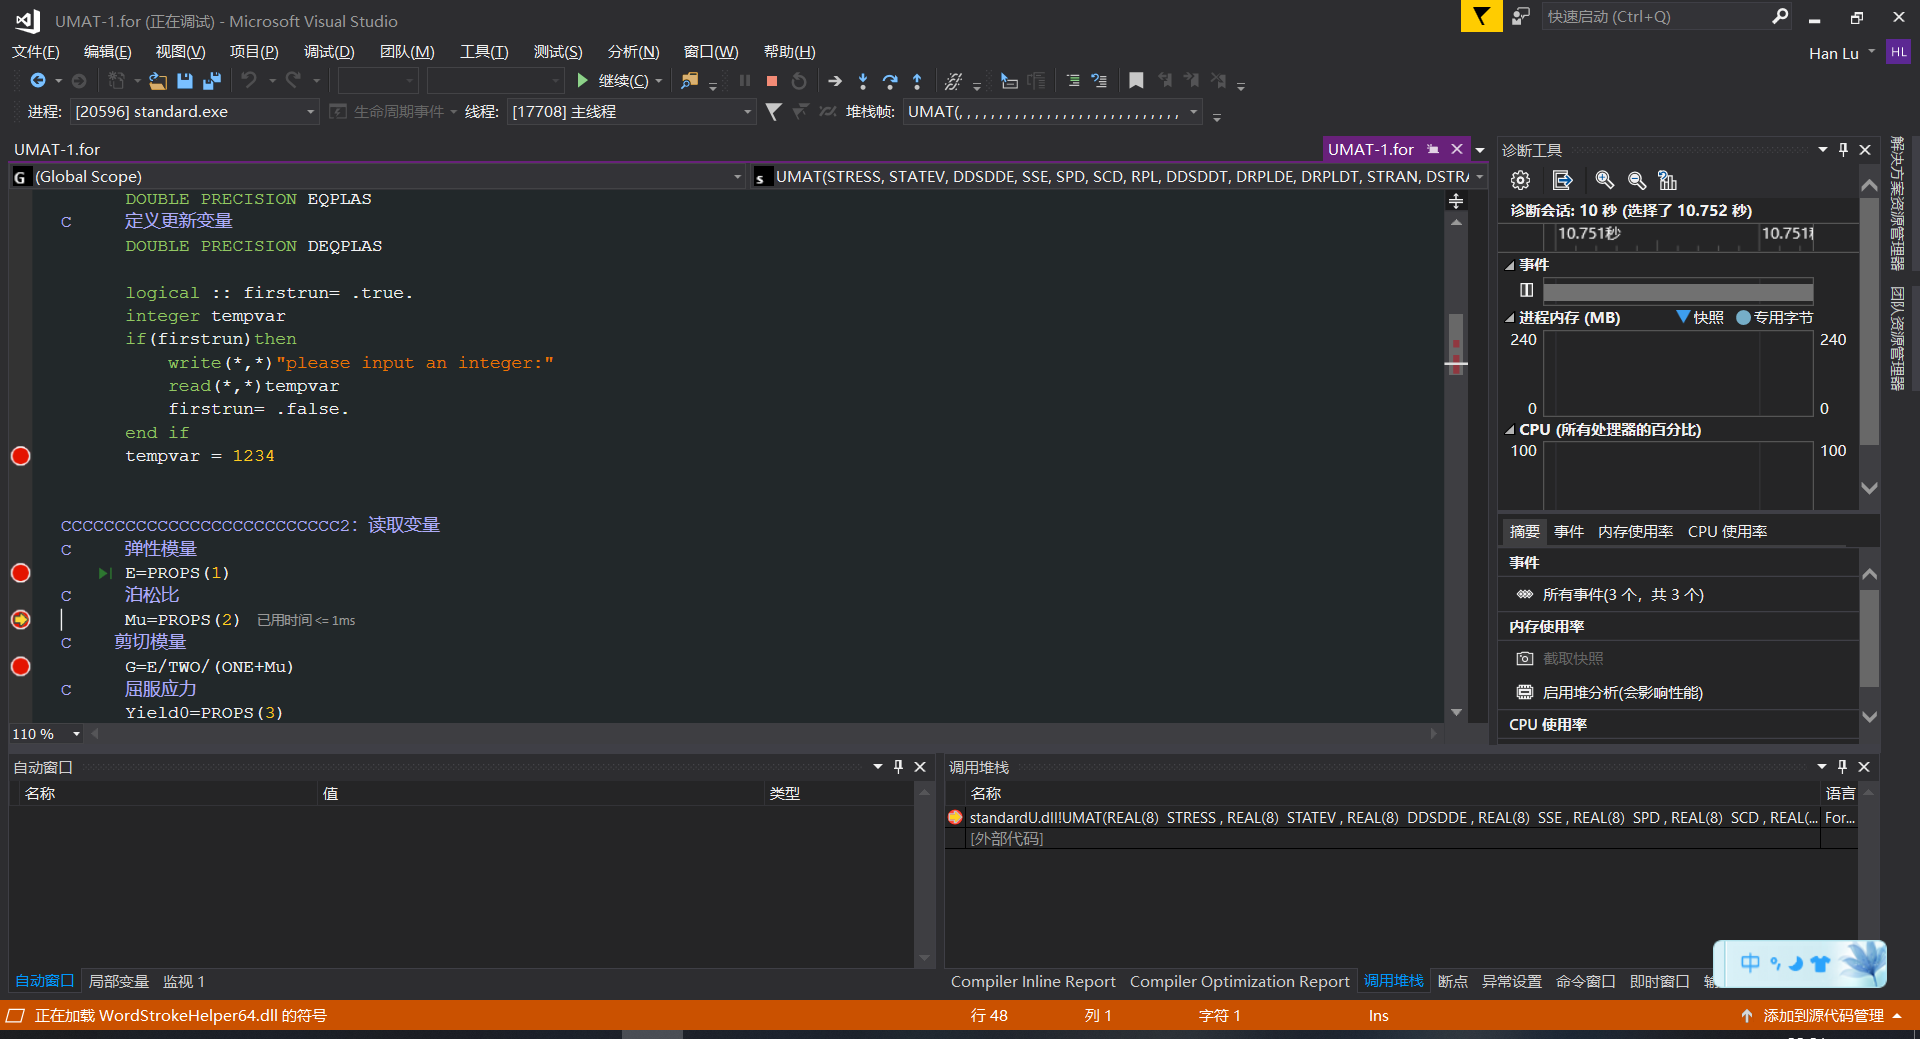 UMAT-1.for (正在调试) - Microsoft Visual Studio
快速启动 (Ctrl+Q)
文件(F) 编辑(E) 视图(V) 项目(P) 调试(D) 团队(M) 工具(T) 测试(S) 分析(N) 窗口(W) 帮助(H)
Han Lu HL
继续(C)
进程: [20596] standard.exe 生命周期事件 线程: [17708] 主线程 堆栈帧: UMAT(, , , , , , , , , , , , , , , , , , , , , , , , , , ,
UMAT-1.for
UMAT-1.for
(Global Scope)
UMAT(STRESS, STATEV, DDSDDE, SSE, SPD, SCD, RPL, DDSDDT, DRPLDE, DRPLDT, STRAN, DSTRA
DOUBLE PRECISION EQPLAS
C 定义更新变量
DOUBLE PRECISION DEQPLAS
logical :: firstrun= .true.
integer tempvar
if(firstrun)then
write(*,*)"please input an integer:"
read(*,*)tempvar
firstrun= .false.
end if
tempvar = 1234
CCCCCCCCCCCCCCCCCCCCCCCCCC2: 读取变量
C 弹性模量
E=PROPS(1)
C 泊松比
Mu=PROPS(2) 已用时间 <= 1ms
C 剪切模量
G=E/TWO/(ONE+Mu)
C 屈服应力
Yield0=PROPS(3)
110 %
诊断工具
诊断会话: 10 秒 (选择了 10.752 秒)
10.751秒 10.751
事件
进程内存 (MB) 快照 专用字节
240 240
0 0
CPU (所有处理器的百分比)
100 100
摘要 事件 内存使用率 CPU 使用率
事件
所有事件(3 个，共 3 个)
内存使用率
截取快照
启用堆分析(会影响性能)
CPU 使用率
解决方案资源管理器
团队资源管理器
自动窗口
名称 值 类型
自动窗口 局部变量 监视 1
调用堆栈
名称 语言
standardU.dll!UMAT(REAL(8) STRESS , REAL(8) STATEV , REAL(8) DDSDDE , REAL(8) SSE , REAL(8) SPD , REAL(8) SCD , REAL(... For...
[外部代码]
Compiler Inline Report Compiler Optimization Report 调用堆栈 断点 异常设置 命令窗口 即时窗口 输
中
正在加载 WordStrokeHelper64.dll 的符号
行 48 列 1 字符 1 Ins
添加到源代码管理